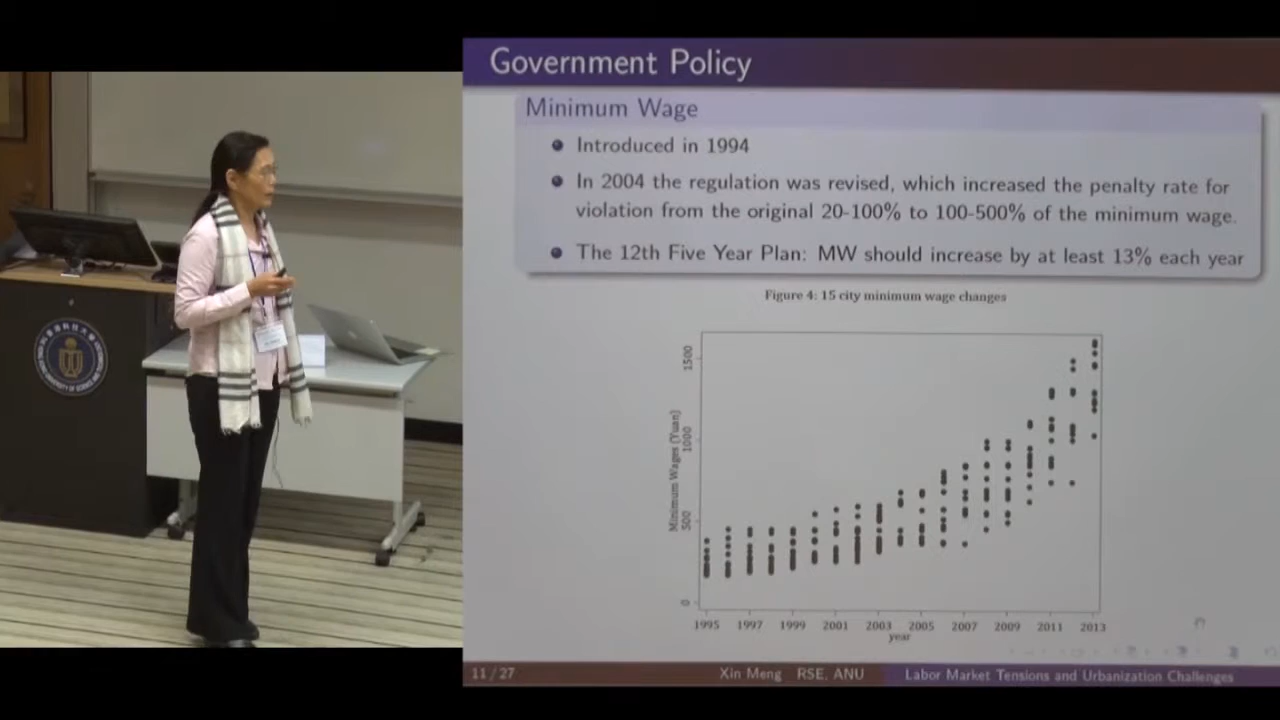 Government Policy
Minimum Wage
Introduced in 1994
In 2004 the regulation was revised, which increased the penalty rate for
violation from the original 20-100% to 100-500% of the minimum wage.
The 12th Five Year Plan: MW should increase by at least 13% each year
Figure 4: 15 city minimum wage changes
Minimum Wages (Yuan)
1500
1000
500
0
1995 1997 1999 2001 2003 2005 2007 2009 2011 2013
year
11 / 27 Xin Meng RSE, ANU Labor Market Tensions and Urbanization Challenges